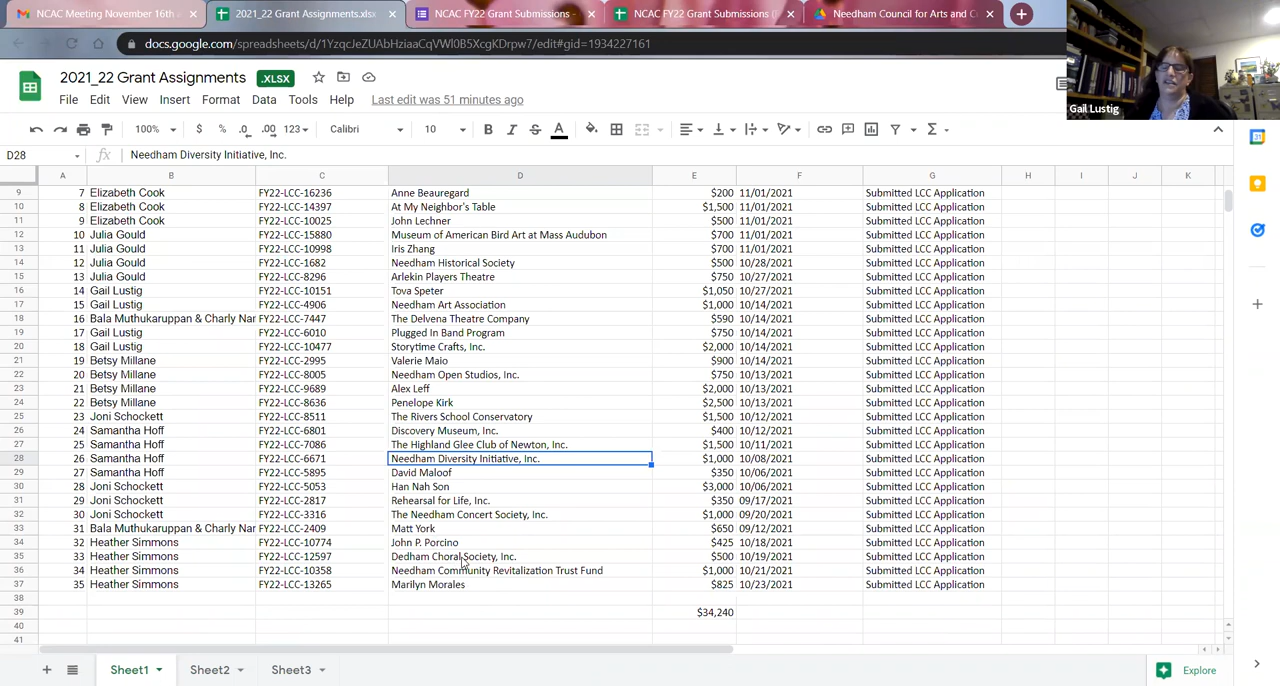 NCAC Meeting November 16th
2021_22 Grant Assignments.xlsx
NCAC FY22 Grant Submissions -
NCAC FY22 Grant Submissions (
Needham Council for Arts and C
docs.google.com/spreadsheets/d/1YzqcJeZUAbHziaaCqVWl0B5XcgKDrpw7/edit#gid=1934227161
2021_22 Grant Assignments .XLSX
File Edit View Insert Format Data Tools Help Last edit was 51 minutes ago
Gail Lustig
100% $ % .0 .00 123 Calibri 10 B I S A
D28 fx Needham Diversity Initiative, Inc.
A B C D E F G H I J K
9 7 Elizabeth Cook FY22-LCC-16236 Anne Beauregard $200 11/01/2021 Submitted LCC Application
10 8 Elizabeth Cook FY22-LCC-14397 At My Neighbor's Table $1,500 11/01/2021 Submitted LCC Application
11 9 Elizabeth Cook FY22-LCC-10025 John Lechner $500 11/01/2021 Submitted LCC Application
12 10 Julia Gould FY22-LCC-15880 Museum of American Bird Art at Mass Audubon $700 11/01/2021 Submitted LCC Application
13 11 Julia Gould FY22-LCC-10998 Iris Zhang $700 11/01/2021 Submitted LCC Application
14 12 Julia Gould FY22-LCC-1682 Needham Historical Society $500 10/28/2021 Submitted LCC Application
15 13 Julia Gould FY22-LCC-8296 Arlekin Players Theatre $750 10/27/2021 Submitted LCC Application
16 14 Gail Lustig FY22-LCC-10151 Tova Speter $1,050 10/27/2021 Submitted LCC Application
17 15 Gail Lustig FY22-LCC-4906 Needham Art Association $1,000 10/14/2021 Submitted LCC Application
18 16 Bala Muthukaruppan & Charly Nar FY22-LCC-7447 The Delvena Theatre Company $590 10/14/2021 Submitted LCC Application
19 17 Gail Lustig FY22-LCC-6010 Plugged In Band Program $750 10/14/2021 Submitted LCC Application
20 18 Gail Lustig FY22-LCC-10477 Storytime Crafts, Inc. $2,000 10/14/2021 Submitted LCC Application
21 19 Betsy Millane FY22-LCC-2995 Valerie Maio $900 10/14/2021 Submitted LCC Application
22 20 Betsy Millane FY22-LCC-8005 Needham Open Studios, Inc. $750 10/13/2021 Submitted LCC Application
23 21 Betsy Millane FY22-LCC-9689 Alex Leff $2,000 10/13/2021 Submitted LCC Application
24 22 Betsy Millane FY22-LCC-8636 Penelope Kirk $2,500 10/13/2021 Submitted LCC Application
25 23 Joni Schockett FY22-LCC-8511 The Rivers School Conservatory $1,500 10/12/2021 Submitted LCC Application
26 24 Samantha Hoff FY22-LCC-6801 Discovery Museum, Inc. $400 10/12/2021 Submitted LCC Application
27 25 Samantha Hoff FY22-LCC-7086 The Highland Glee Club of Newton, Inc. $1,500 10/11/2021 Submitted LCC Application
28 26 Samantha Hoff FY22-LCC-6671 Needham Diversity Initiative, Inc. $1,000 10/08/2021 Submitted LCC Application
29 27 Samantha Hoff FY22-LCC-5895 David Maloof $350 10/06/2021 Submitted LCC Application
30 28 Joni Schockett FY22-LCC-5053 Han Nah Son $3,000 10/06/2021 Submitted LCC Application
31 29 Joni Schockett FY22-LCC-2817 Rehearsal for Life, Inc. $350 09/17/2021 Submitted LCC Application
32 30 Joni Schockett FY22-LCC-3316 The Needham Concert Society, Inc. $1,000 09/20/2021 Submitted LCC Application
33 31 Bala Muthukaruppan & Charly Nar FY22-LCC-2409 Matt York $650 09/12/2021 Submitted LCC Application
34 32 Heather Simmons FY22-LCC-10774 John P. Porcino $425 10/18/2021 Submitted LCC Application
35 33 Heather Simmons FY22-LCC-12597 Dedham Choral Society, Inc. $500 10/19/2021 Submitted LCC Application
36 34 Heather Simmons FY22-LCC-10358 Needham Community Revitalization Trust Fund $1,000 10/21/2021 Submitted LCC Application
37 35 Heather Simmons FY22-LCC-13265 Marilyn Morales $825 10/23/2021 Submitted LCC Application
38
39 $34,240
40
41
Sheet1 Sheet2 Sheet3 Explore